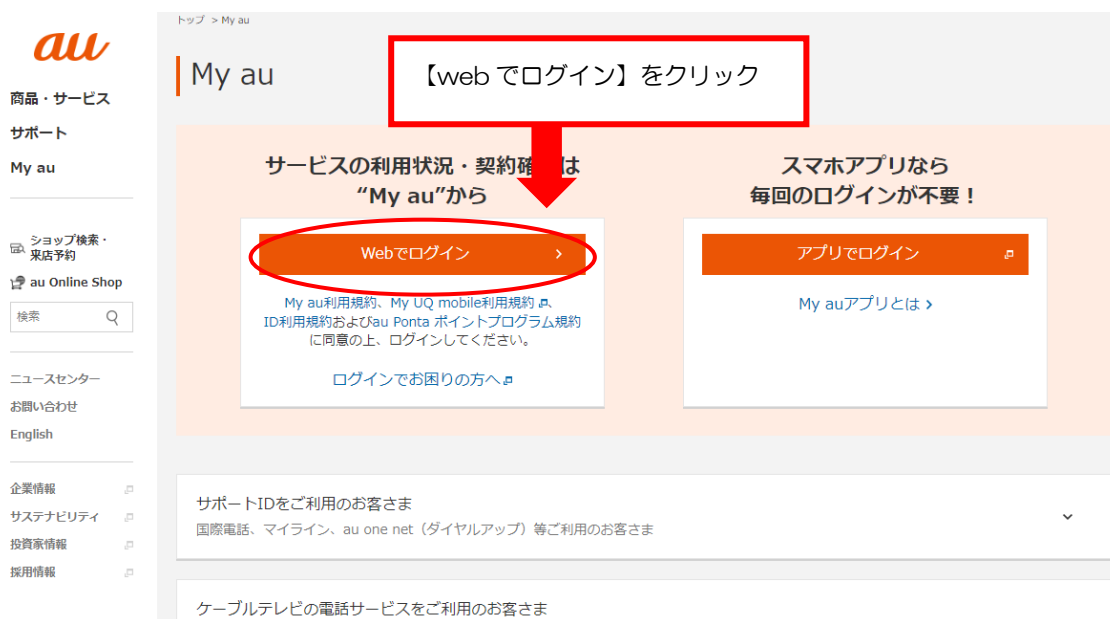 au
商品・サービス
サポート
My au
ショップ検索・
来店予約
au Online Shop
検索
ニュースセンター
お問い合わせ
English
企業情報
サステナビリティ
投資家情報
採用情報
トップ > My au
My au
【web でログイン】をクリック
サービスの利用状況・契約確 は
“My au”から
Webでログイン
My au利用規約、My UQ mobile利用規約、
ID利用規約およびau Ponta ポイントプログラム規約
に同意の上、ログインしてください。
ログインでお困りの方へ
スマホアプリなら
毎回のログインが不要！
アプリでログイン
My auアプリとは
サポートIDをご利用のお客さま
国際電話、マイライン、au one net（ダイヤルアップ）等ご利用のお客さま
ケーブルテレビの電話サービスをご利用のお客さま